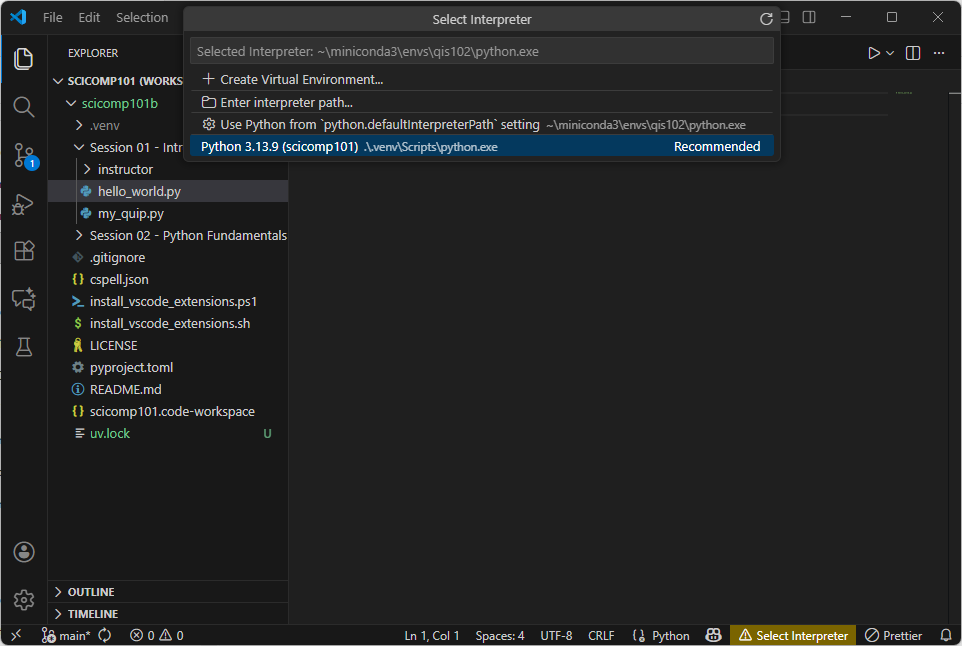 File Edit Selection
Select Interpreter
Selected Interpreter: ~\miniconda3\envs\qis102\python.exe
Create Virtual Environment...
Enter interpreter path...
Use Python from `python.defaultInterpreterPath` setting ~\miniconda3\envs\qis102\python.exe
Python 3.13.9 (scicomp101) .\.venv\Scripts\python.exe Recommended
EXPLORER
SCICOMP101 (WORKS
scicomp101b
.venv
Session 01 - Intr
instructor
hello_world.py
my_quip.py
Session 02 - Python Fundamentals
.gitignore
{} cspell.json
install_vscode_extensions.ps1
$ install_vscode_extensions.sh
LICENSE
pyproject.toml
README.md
{} scicomp101.code-workspace
uv.lock U
1
OUTLINE
TIMELINE
main* 0 0 Ln 1, Col 1 Spaces: 4 UTF-8 CRLF Python Select Interpreter Prettier